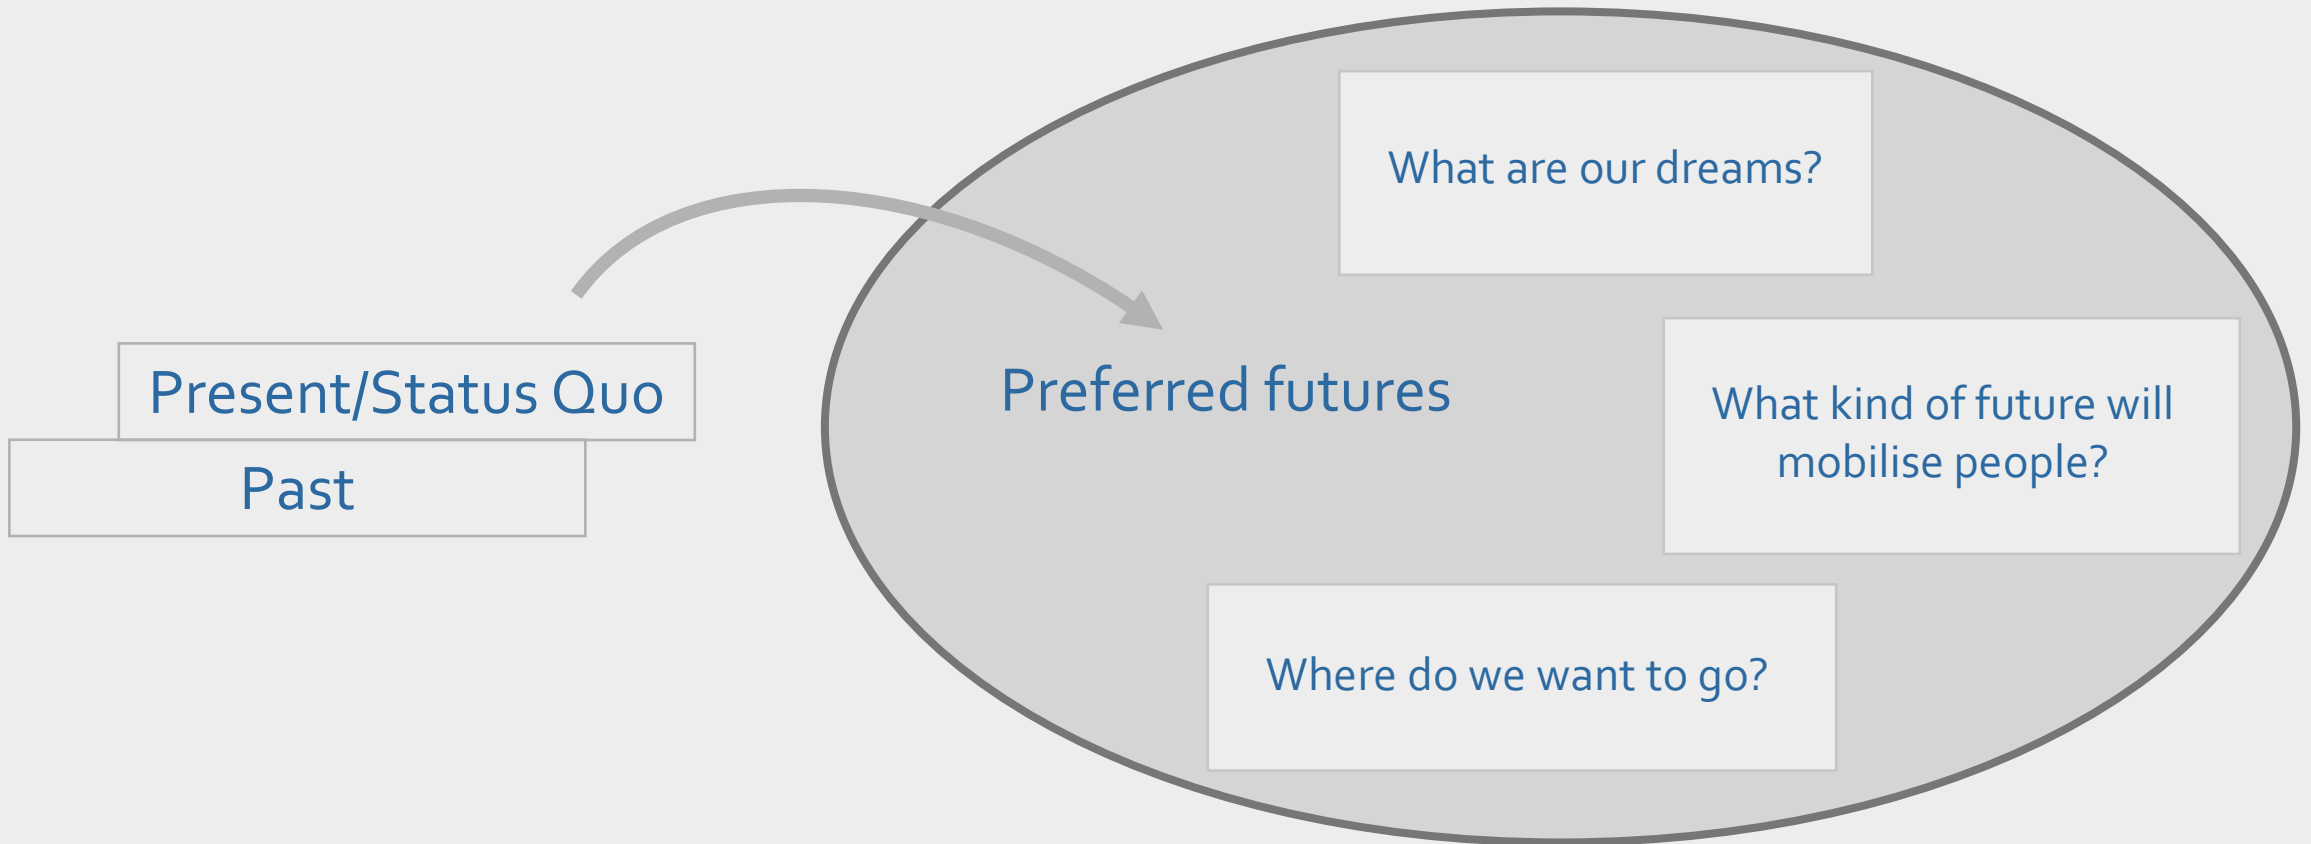 What are our dreams?
Present/Status Quo
Preferred futures
What kind of future will
mobilise people?
Past
Where do we want to go?